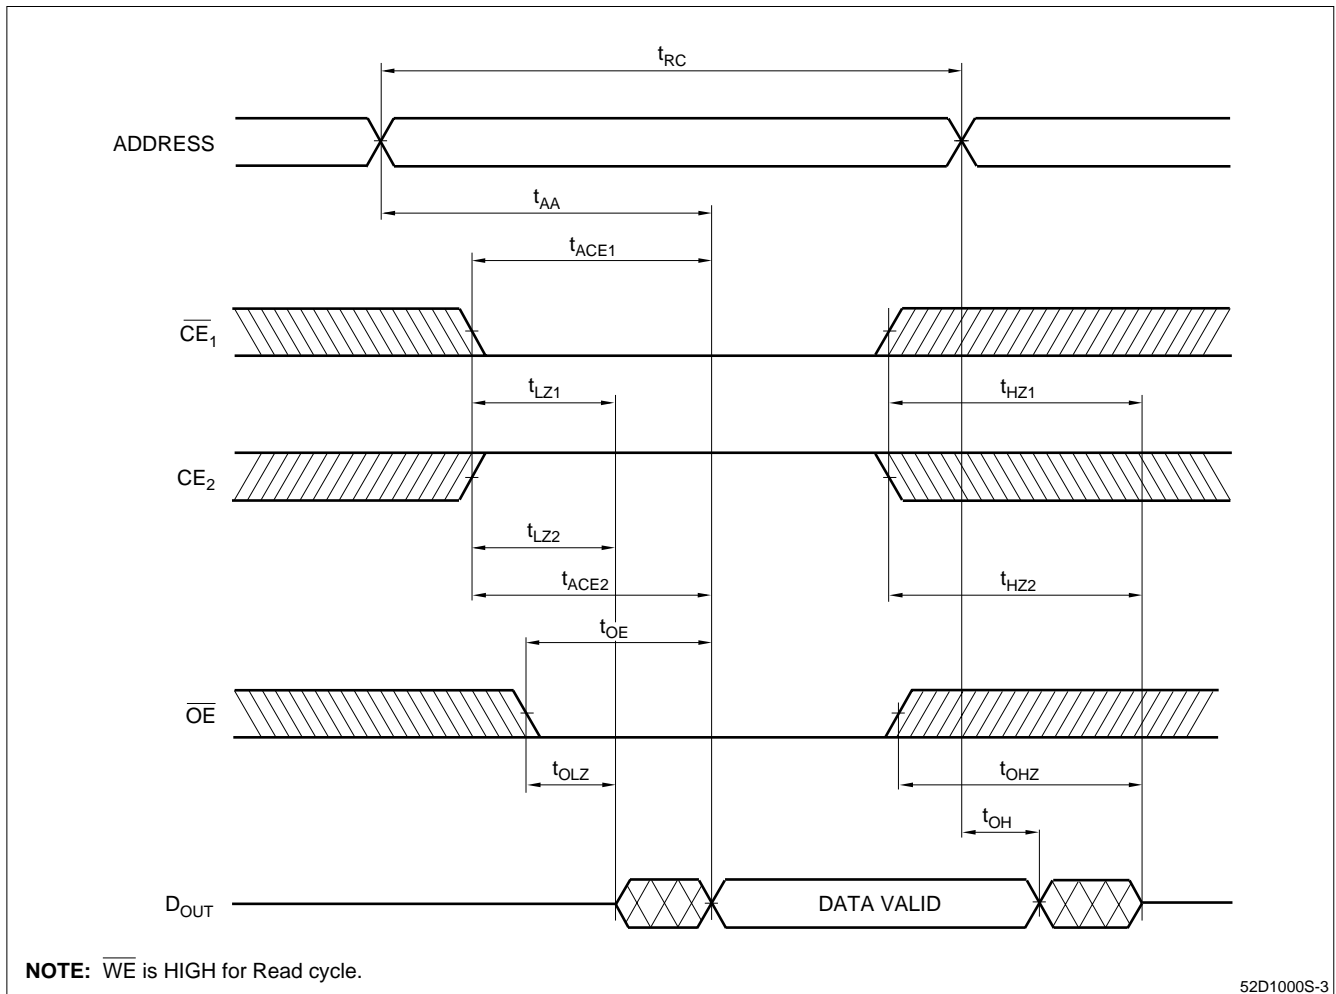 tRC
ADDRESS
tAA
tACE1
CE1
tLZ1
tHZ1
CE2
tLZ2
tACE2
tHZ2
tOE
OE
tOLZ
tOHZ
tOH
DOUT
DATA VALID
NOTE: WE is HIGH for Read cycle.
52D1000S-3